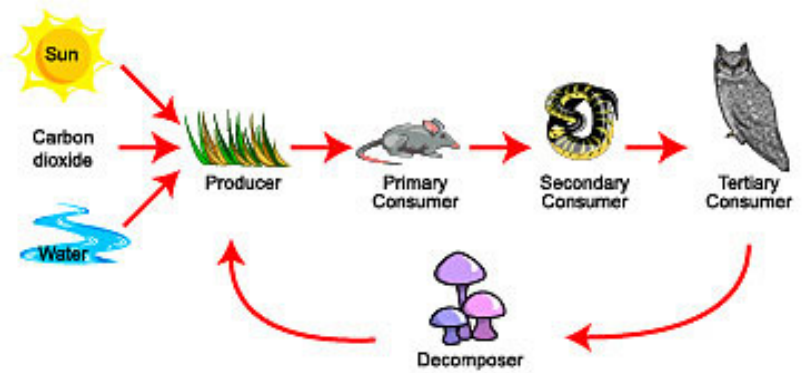 Sun
Carbon
dioxide
Water
Producer
Primary
Consumer
Secondary
Consumer
Tertiary
Consumer
Decomposer